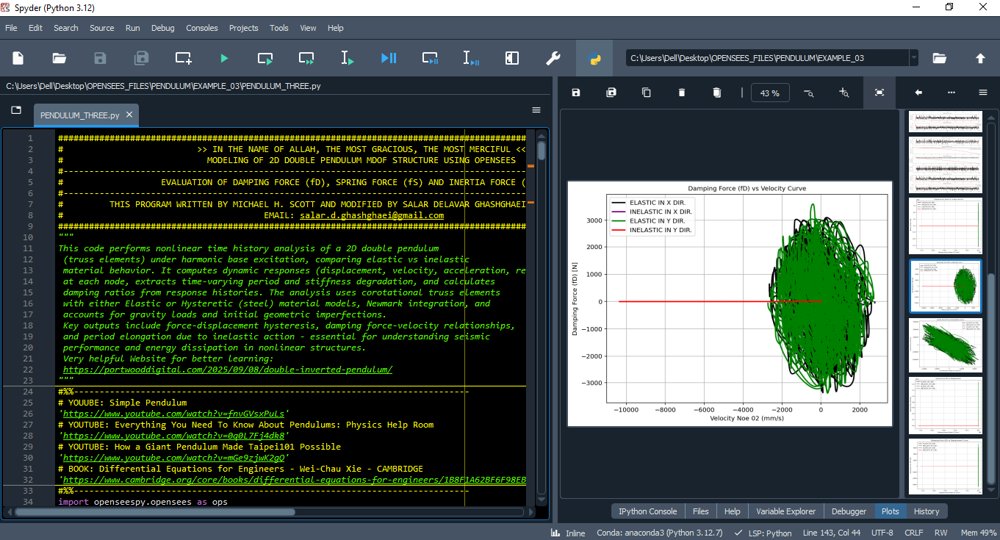 Spyder (Python 3.12)
File Edit Search Source Run Debug Consoles Projects Tools View Help
C:\Users\Dell\Desktop\OPENSEES_FILES\PENDULUM\EXAMPLE_03
C:\Users\Dell\Desktop\OPENSEES_FILES\PENDULUM\EXAMPLE_03\PENDULUM_THREE.py
PENDULUM_THREE.py
1 ###########################################################################################
2 # >> IN THE NAME OF ALLAH, THE MOST GRACIOUS, THE MOST MERCIFUL <<
3 # MODELING OF 2D DOUBLE PENDULUM MDOF STRUCTURE USING OPENSEES
4 #------------------------------------------------------------------------------------------
5 # EVALUATION OF DAMPING FORCE (fD), SPRING FORCE (fS) AND INERTIA FORCE (
6 #------------------------------------------------------------------------------------------
7 # THIS PROGRAM WRITTEN BY MICHAEL H. SCOTT AND MODIFIED BY SALAR DELAVAR GHASHGHAEI
8 # EMAIL: salar.d.ghashghaei@gmail.com
9 ###########################################################################################
10 """
11 This code performs nonlinear time history analysis of a 2D double pendulum
12 (truss elements) under harmonic base excitation, comparing elastic vs inelastic
13 material behavior. It computes dynamic responses (displacement, velocity, acceleration, re
14 at each node, extracts time-varying period and stiffness degradation, and calculates
15 damping ratios from response histories. The analysis uses corotational truss elements
16 with either Elastic or Hysteretic (steel) material models, Newmark integration, and
17 accounts for gravity loads and initial geometric imperfections.
18 Key outputs include force-displacement hysteresis, damping force-velocity relationships,
19 and period elongation due to inelastic action - essential for understanding seismic
20 performance and energy dissipation in nonlinear structures.
21 Very helpful Website for better learning:
22 https://portwooddigital.com/2025/09/08/double-inverted-pendulum/
23 """
24 #%%-----------------------------------------------------------------------------
25 # YOUUBE: Simple Pendulum
26 'https://www.youtube.com/watch?v=fnvGVsxPuLs'
27 # YOUTUBE: Everything You Need To Know About Pendulums: Physics Help Room
28 'https://www.youtube.com/watch?v=0q0L7Fj4dk8'
29 # YOUTUBE: How a Giant Pendulum Made Taipei101 Possible
30 'https://www.youtube.com/watch?v=mGe9zjwK2gQ'
31 # BOOK: Differential Equations for Engineers - Wei-Chau Xie - CAMBRIDGE
32 'https://www.cambridge.org/core/books/differential-equations-for-engineers/1B8F1A62BF6F98EB
33 #%%-----------------------------------------------------------------------------
34 import openseespy.opensees as ops
43 %
Damping Force (fD) vs Velocity Curve
ELASTIC IN X DIR.
INELASTIC IN X DIR.
ELASTIC IN Y DIR.
INELASTIC IN Y DIR.
Damping Force (fD) [N]
3000
2000
1000
0
−1000
−2000
−3000
−10000 −8000 −6000 −4000 −2000 0 2000
Velocity Noe 02 (mm/s)
IPython Console Files Help Variable Explorer Debugger Plots History
Inline Conda: anaconda3 (Python 3.12.7) LSP: Python Line 143, Col 44 UTF-8 CRLF RW Mem 49%